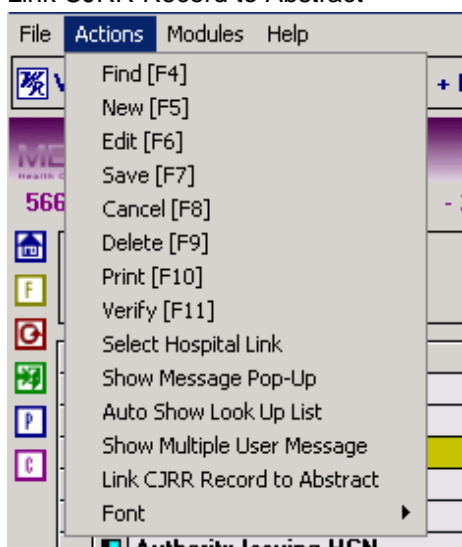 Link CJRR Record to Abstract
File Actions Modules Help
Find [F4]
New [F5]
Edit [F6]
Save [F7]
Cancel [F8]
Delete [F9]
Print [F10]
Verify [F11]
Select Hospital Link
Show Message Pop-Up
Auto Show Look Up List
Show Multiple User Message
Link CJRR Record to Abstract
Font
566
F
P
C
Authority Issuing HCN